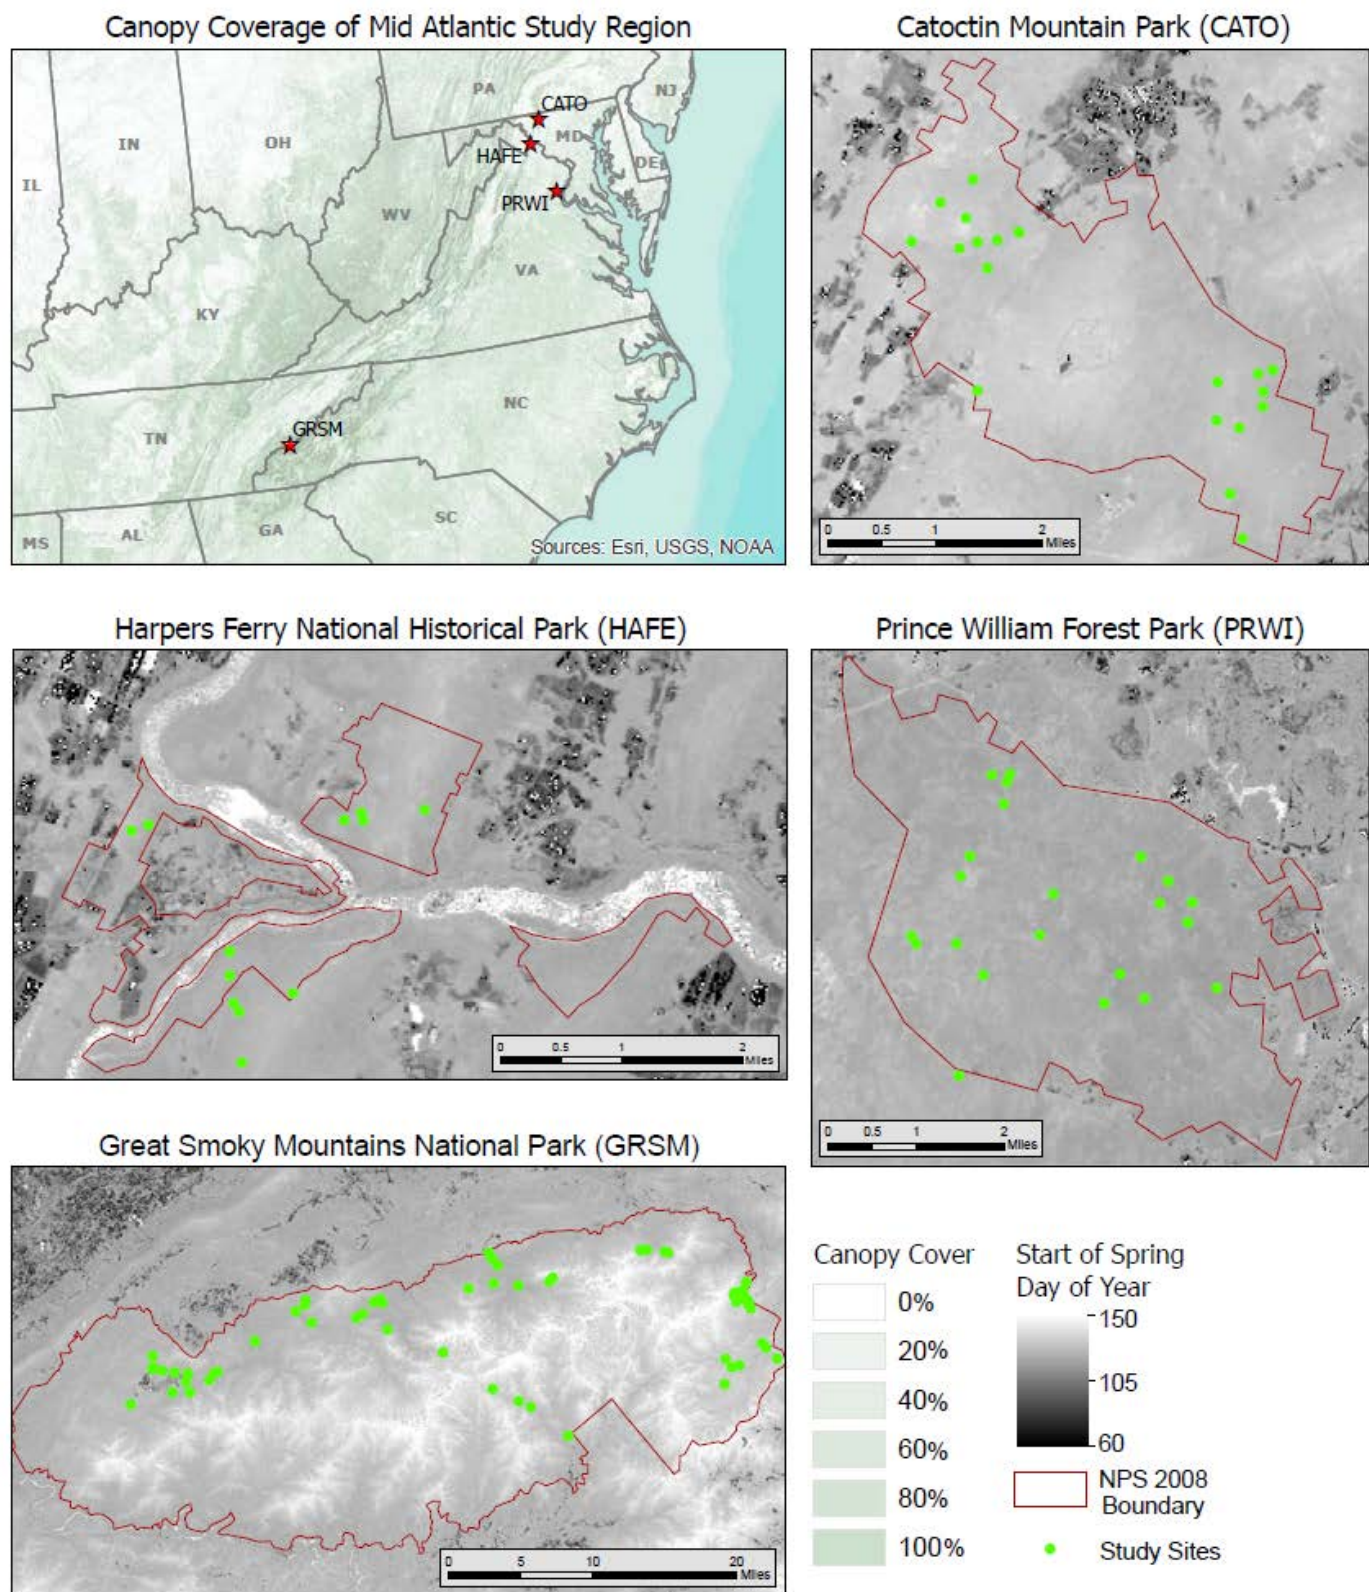 Canopy Coverage of Mid Atlantic Study Region
PA
NJ
CATO
MD
IN
OH
HAFE
DE
IL
WV
PRWI
VA
KY
NC
GRSM
TN
SC
MS
AL
GA
Sources: Esri, USGS, NOAA
Catoctin Mountain Park (CATO)
0 0.5 1 2
Miles
Harpers Ferry National Historical Park (HAFE)
0 0.5 1 2
Miles
Prince William Forest Park (PRWI)
0 0.5 1 2
Miles
Great Smoky Mountains National Park (GRSM)
0 5 10 20
Miles
Canopy Cover
0%
20%
40%
60%
80%
100%
Start of Spring
Day of Year
150
105
60
NPS 2008
Boundary
Study Sites